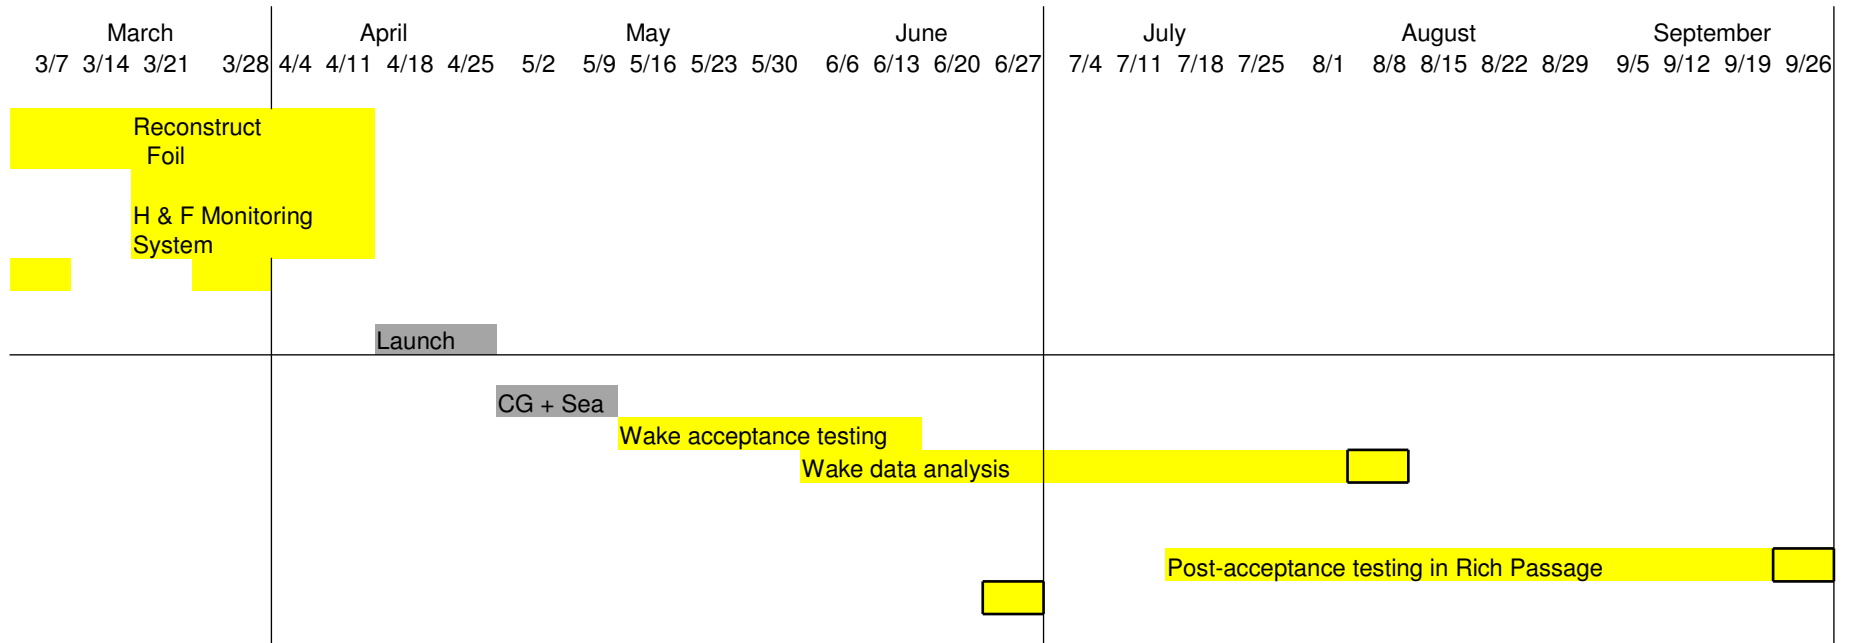 March April May June July August September
3/7 3/14 3/21 3/28 4/4 4/11 4/18 4/25 5/2 5/9 5/16 5/23 5/30 6/6 6/13 6/20 6/27 7/4 7/11 7/18 7/25 8/1 8/8 8/15 8/22 8/29 9/5 9/12 9/19 9/26
Reconstruct
Foil
H & F Monitoring
System
Launch
CG + Sea
Wake acceptance testing
Wake data analysis
Post-acceptance testing in Rich Passage